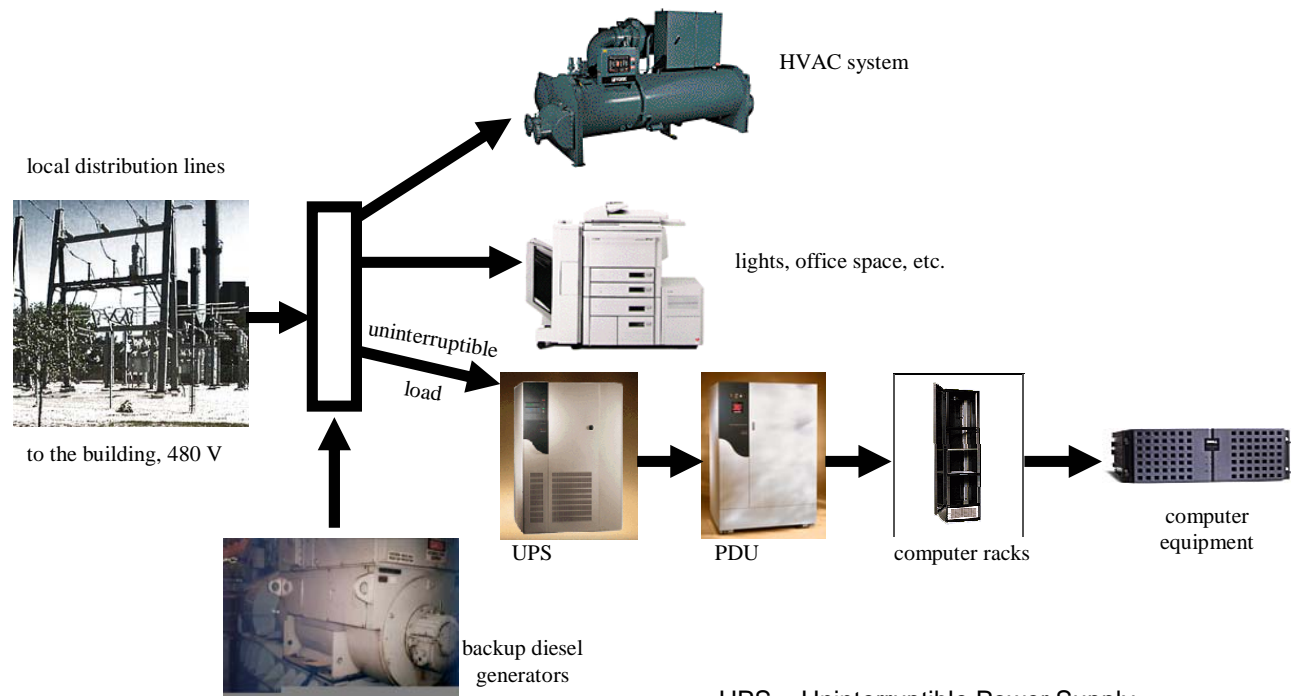 HVAC system
local distribution lines
lights, office space, etc.
uninterruptible
load
to the building, 480 V
UPS
PDU
computer racks
computer
equipment
backup diesel
generators